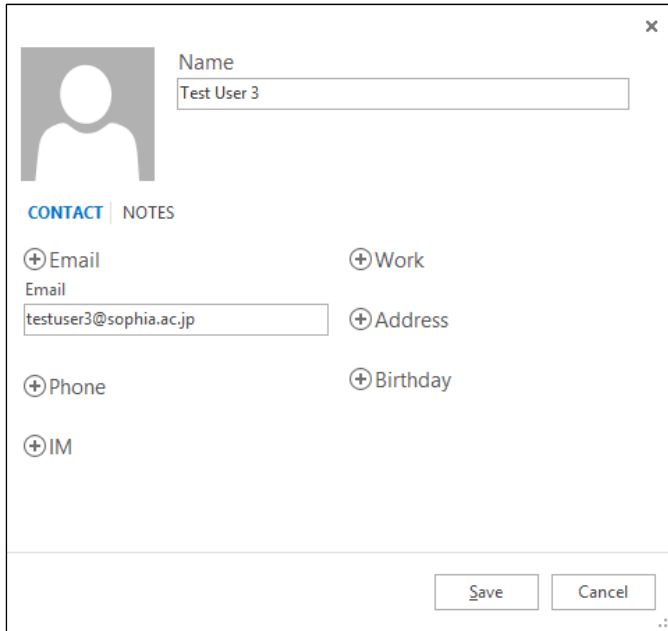 Name
Test User 3
CONTACT NOTES
Email
Email
testuser3@sophia.ac.jp
Phone
IM
Work
Address
Birthday
Save Cancel